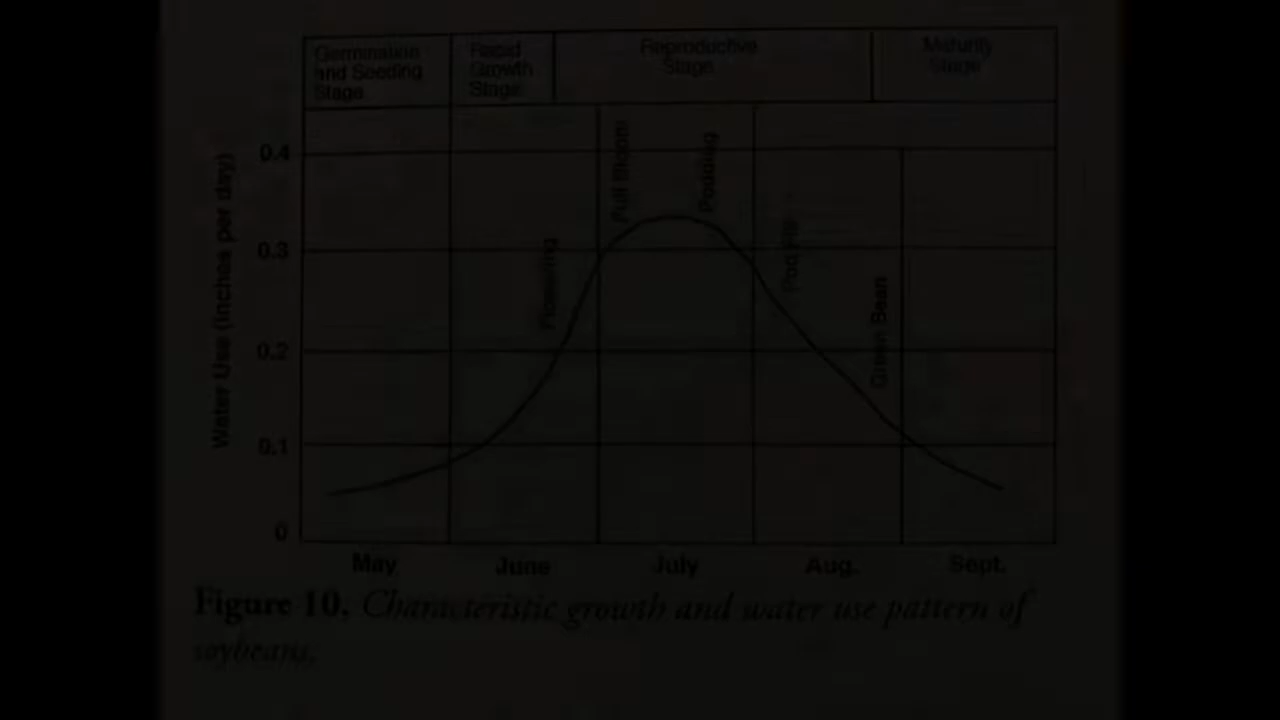 Germination
and Seeding
Stage
Rapid
Growth
Stage
Reproductive
Stage
Maturity
Stage
Water Use (inches per day)
0.4
0.3
0.2
0.1
0
Flowering
Full Bloom
Podding
Pod Fill
Green Bean
May June July Aug. Sept.
Figure 10. Characteristic growth and water use pattern of
soybeans.